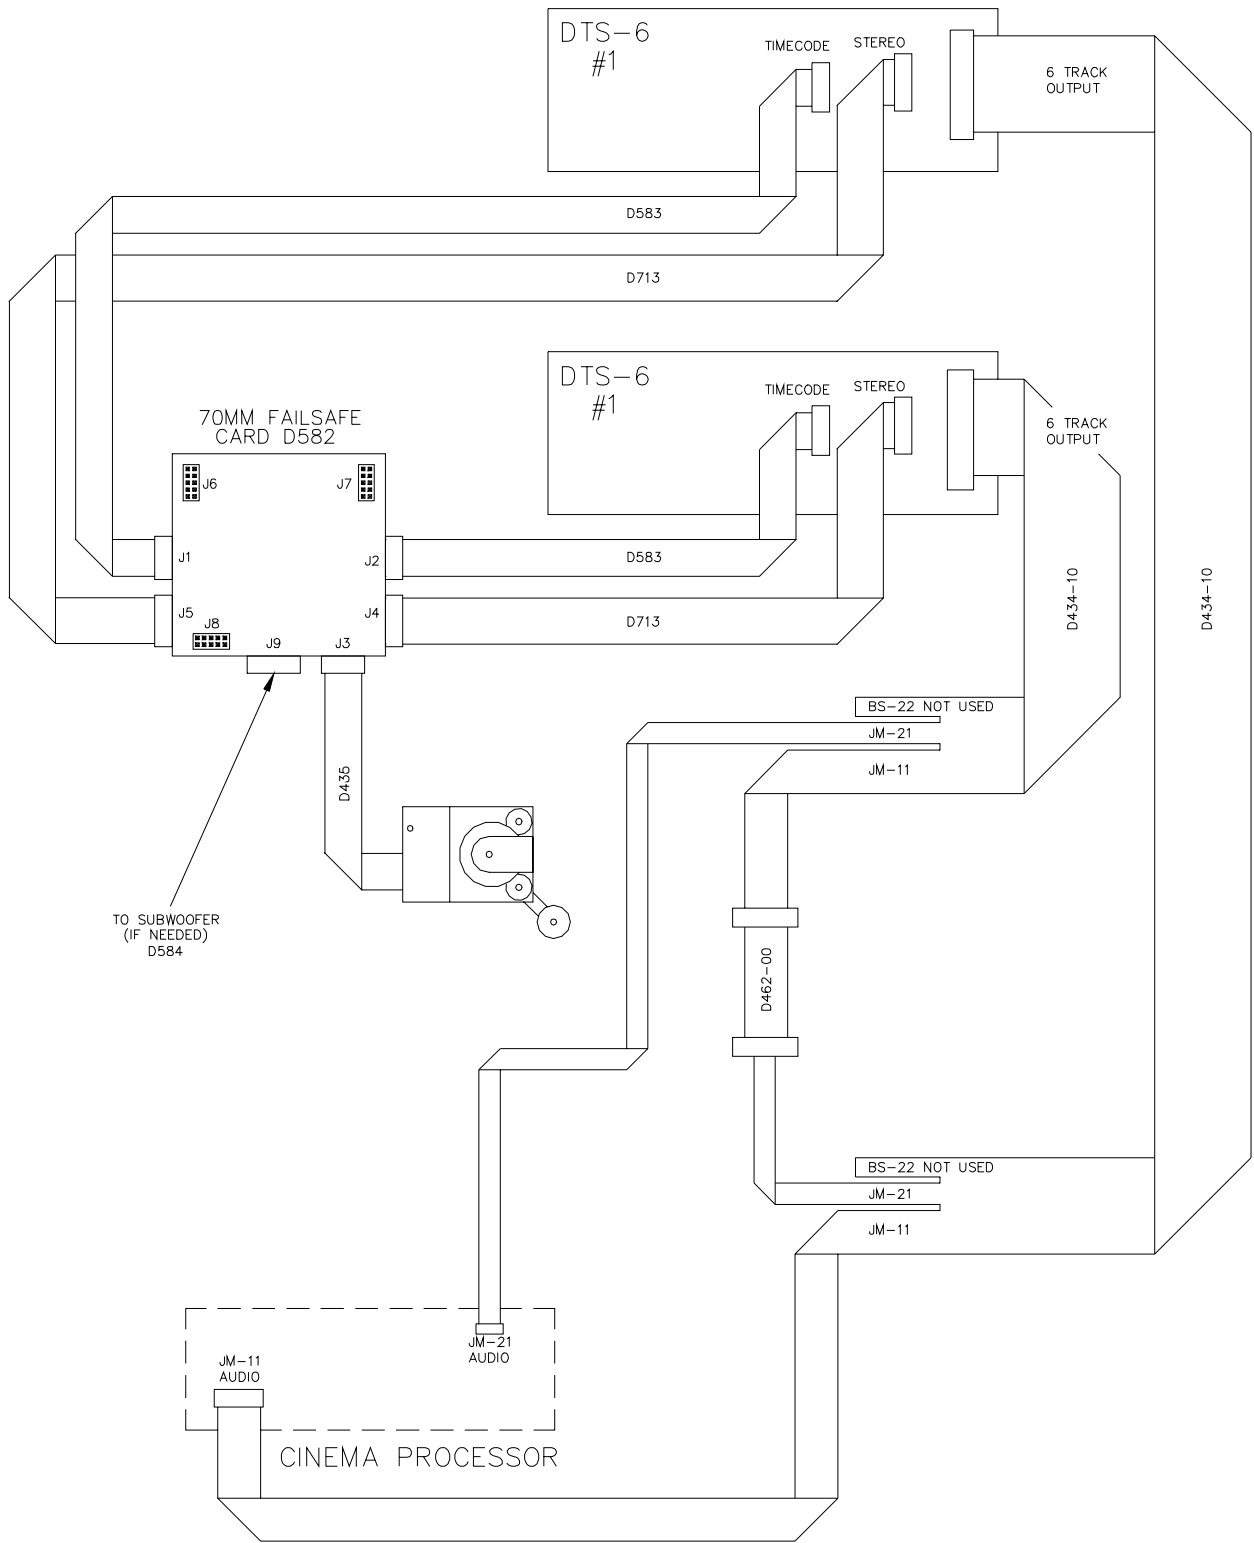 DTS-6
#1
TIMECODE
STEREO
6 TRACK
OUTPUT
D583
D713
DTS-6
#1
TIMECODE
STEREO
6 TRACK
OUTPUT
70MM FAILSAFE
CARD D582
J6
J7
J1
J2
J5
J4
J8
J9
J3
D583
D713
D434-10
D434-10
BS-22 NOT USED
JM-21
JM-11
D435
TO SUBWOOFER
(IF NEEDED)
D584
D462-00
BS-22 NOT USED
JM-21
JM-11
JM-21
AUDIO
JM-11
AUDIO
CINEMA PROCESSOR